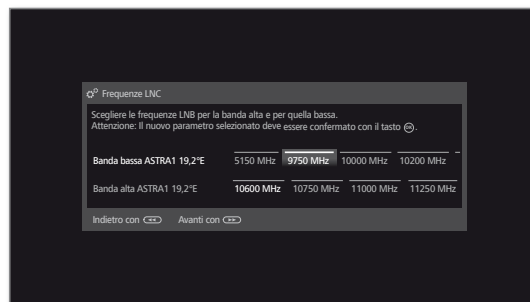 Frequenze LNC
Scegliere le frequenze LNB per la banda alta e per quella bassa.
Attenzione: Il nuovo parametro selezionato deve essere confermato con il tasto OK.
Banda bassa ASTRA1 19,2°E 5150 MHz 9750 MHz 10000 MHz 10200 MHz
Banda alta ASTRA1 19,2°E 10600 MHz 10750 MHz 11000 MHz 11250 MHz
Indietro con Avanti con